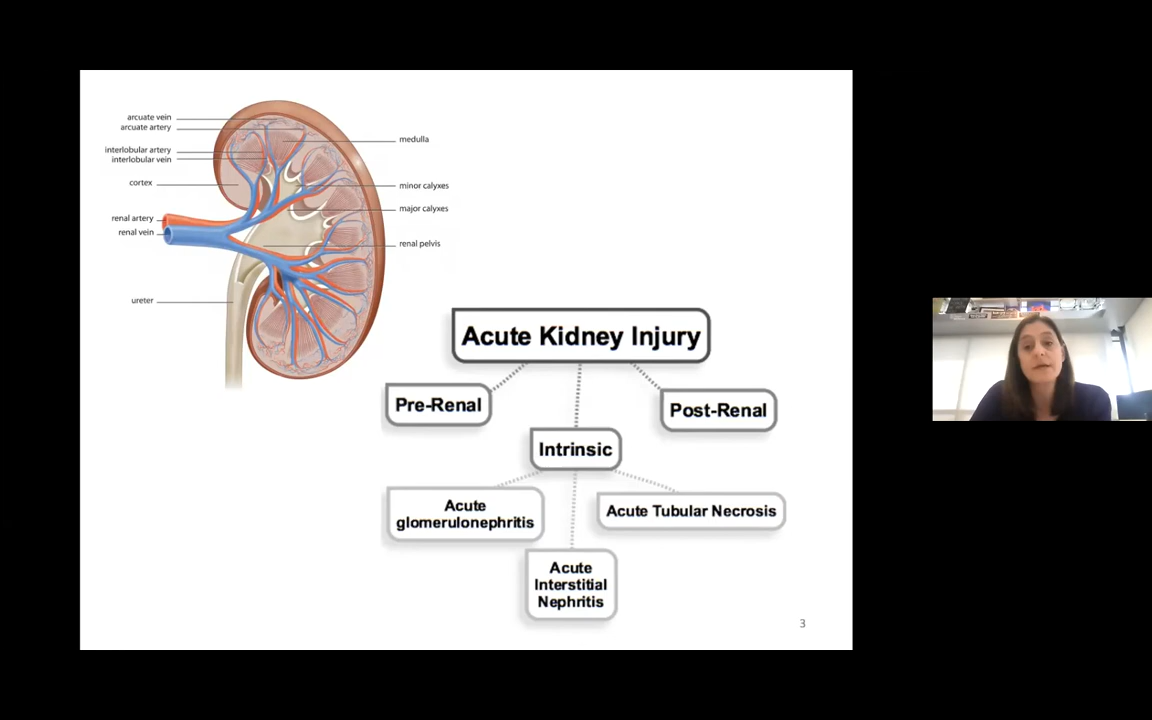 arcuate vein
arcuate artery
interlobular artery
interlobular vein
cortex
renal artery
renal vein
ureter
medulla
minor calyxes
major calyxes
renal pelvis
Acute Kidney Injury
Pre-Renal
Post-Renal
Intrinsic
Acute
glomerulonephritis
Acute Tubular Necrosis
Acute
Interstitial
Nephritis
3